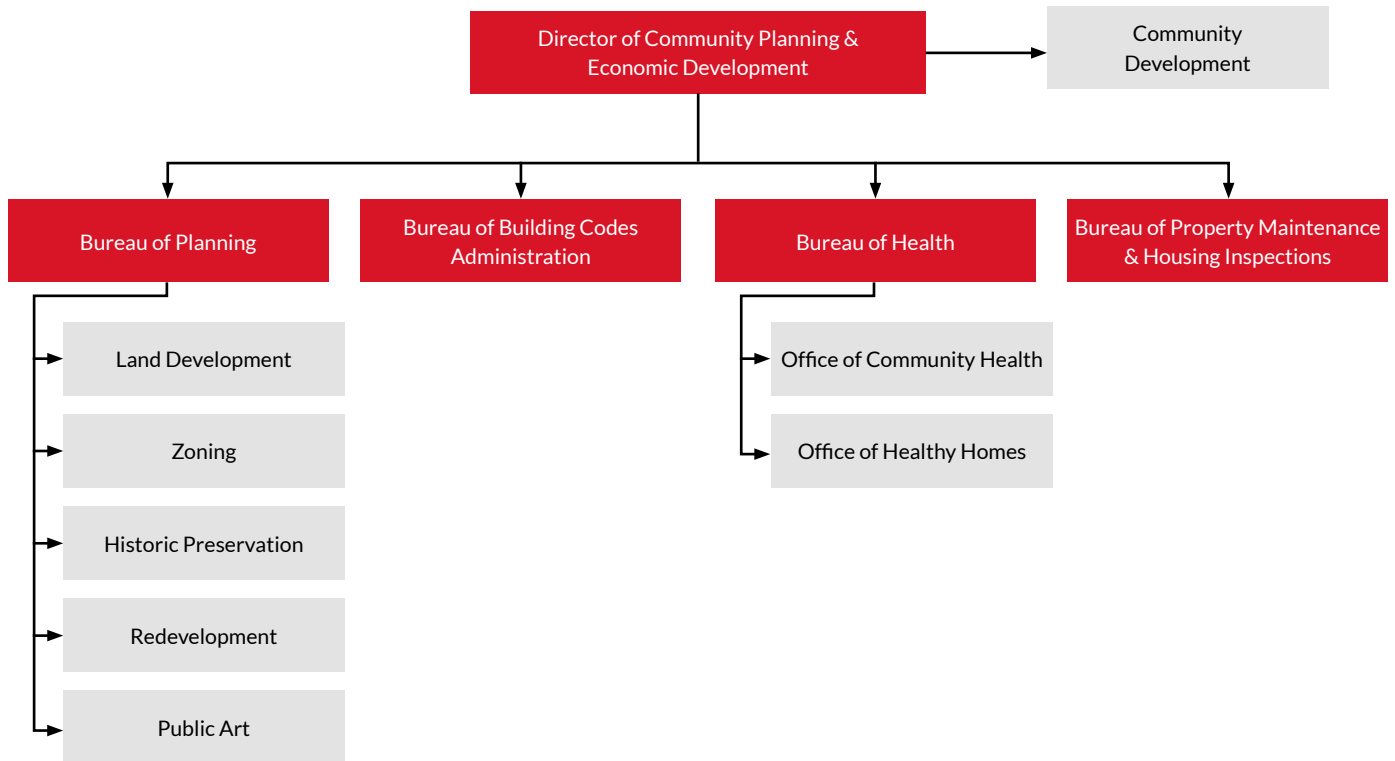 Director of Community Planning &
Economic Development
Community
Development
Bureau of Planning
Bureau of Building Codes
Administration
Bureau of Health
Bureau of Property Maintenance
& Housing Inspections
Land Development
Zoning
Historic Preservation
Redevelopment
Public Art
Office of Community Health
Office of Healthy Homes